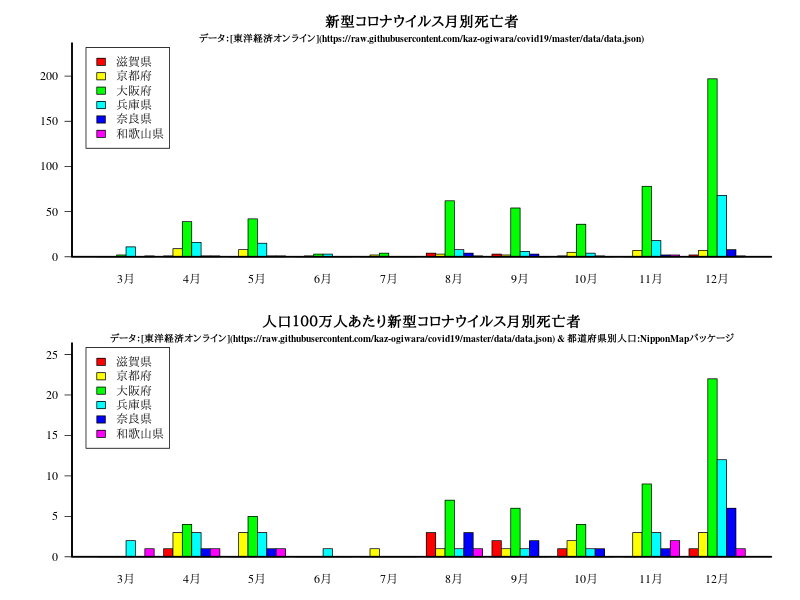 新型コロナウイルス月別死亡者
データ:[東洋経済オンライン](https://raw.githubusercontent.com/kaz-ogiwara/covid19/master/data/data.json)
滋賀県
京都府
大阪府
兵庫県
奈良県
和歌山県
200
150
100
50
0
3月 4月 5月 6月 7月 8月 9月 10月 11月 12月
人口100万人あたり新型コロナウイルス月別死亡者
データ:[東洋経済オンライン](https://raw.githubusercontent.com/kaz-ogiwara/covid19/master/data/data.json) & 都道府県別人口:NipponMapパッケージ
滋賀県
京都府
大阪府
兵庫県
奈良県
和歌山県
25
20
15
10
5
0
3月 4月 5月 6月 7月 8月 9月 10月 11月 12月